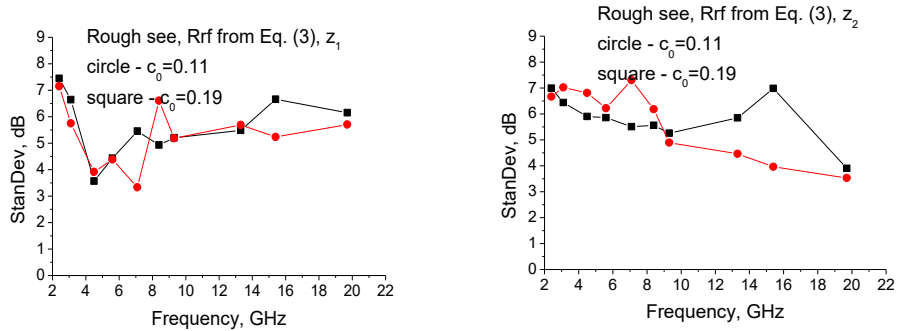 Rough see, Rrf from Eq. (3), z1
circle - c0=0.11
square - c0=0.19
9
8
7
6
5
4
3
2
1
0
StanDev, dB
2 4 6 8 10 12 14 16 18 20 22
Frequency, GHz
Rough see, Rrf from Eq. (3), z2
circle - c0=0.11
square - c0=0.19
9
8
7
6
5
4
3
2
1
0
StanDev, dB
2 4 6 8 10 12 14 16 18 20 22
Frequency, GHz